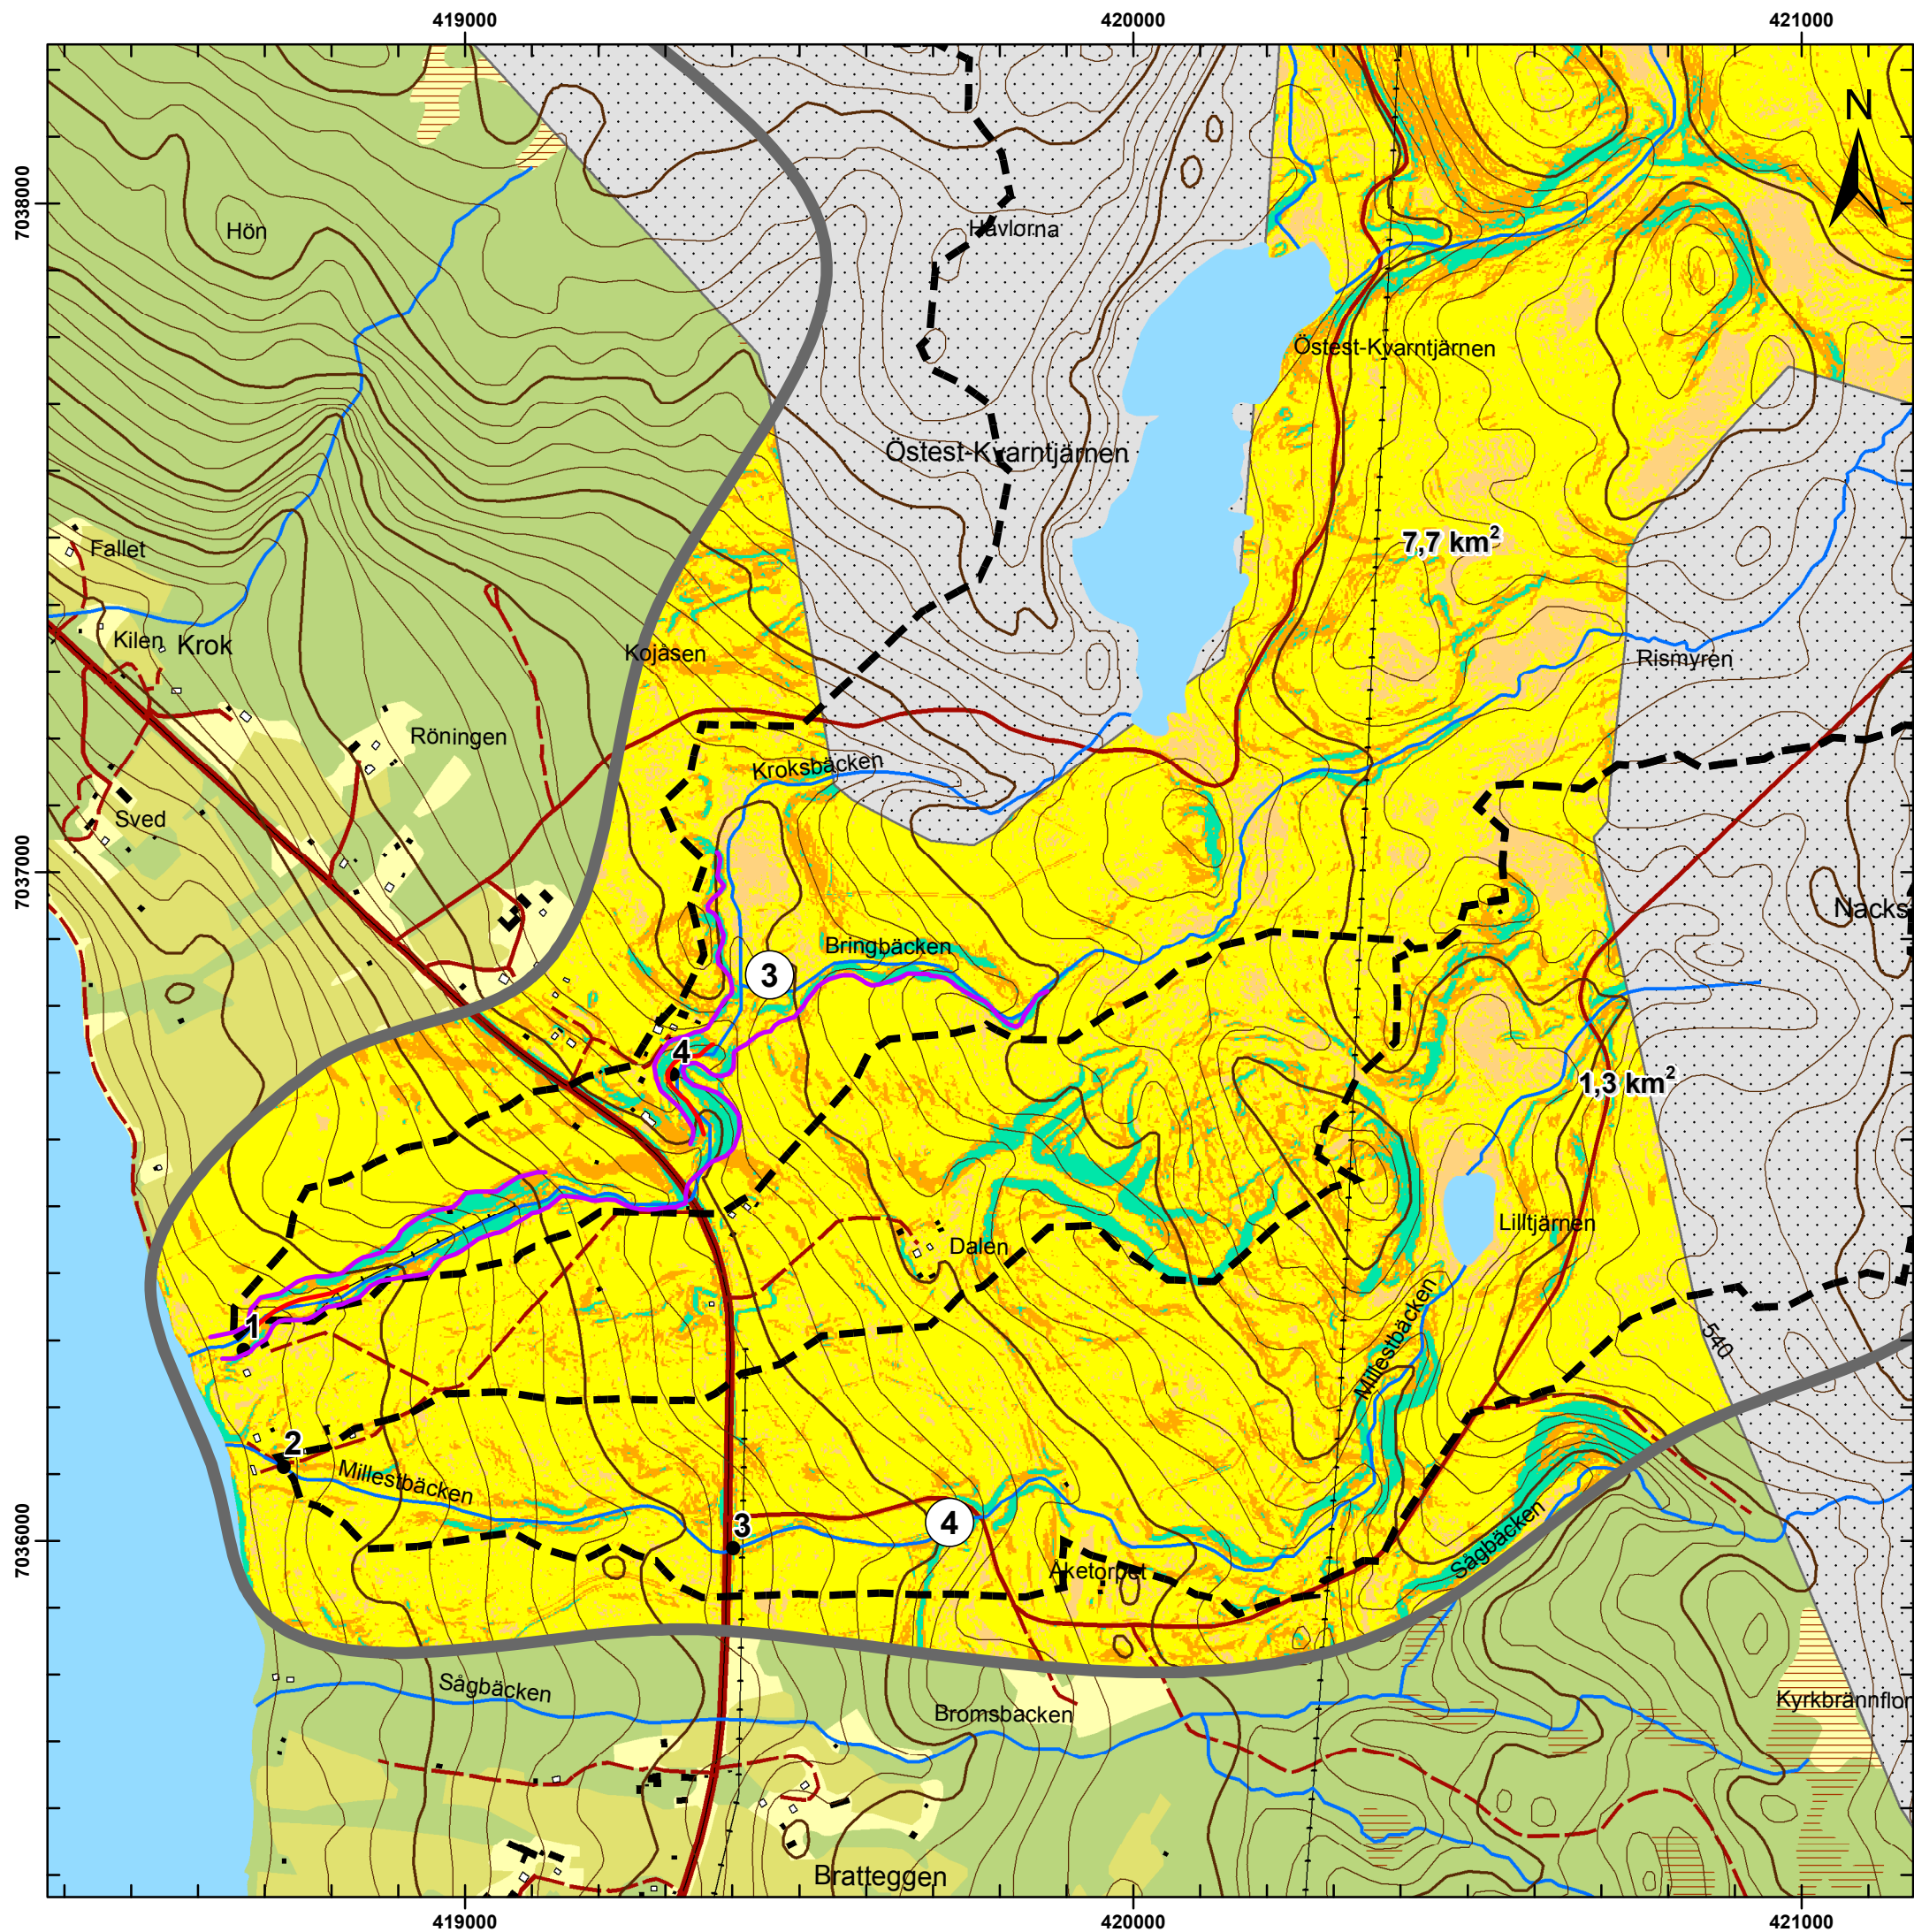 419000
420000
421000
N
7038000
Hön
Håvlorna
Östest-Kvarntjärnen
Östest-Kvarntjärnen
7,7 km²
Fallet
Kilen
Krok
Kojåsen
Rismyren
Röningen
Kroksbäcken
Sved
7037000
Nacks
Bringbäcken
3
4
1,3 km²
Lilltjärnen
Dalen
1
Millestbäcken
540
2
Millestbäcken
3
4
7036000
Åketorpet
Sågbäcken
Sågbäcken
Bromsbacken
Kyrkbrännflor
Bratteggen
419000
420000
421000